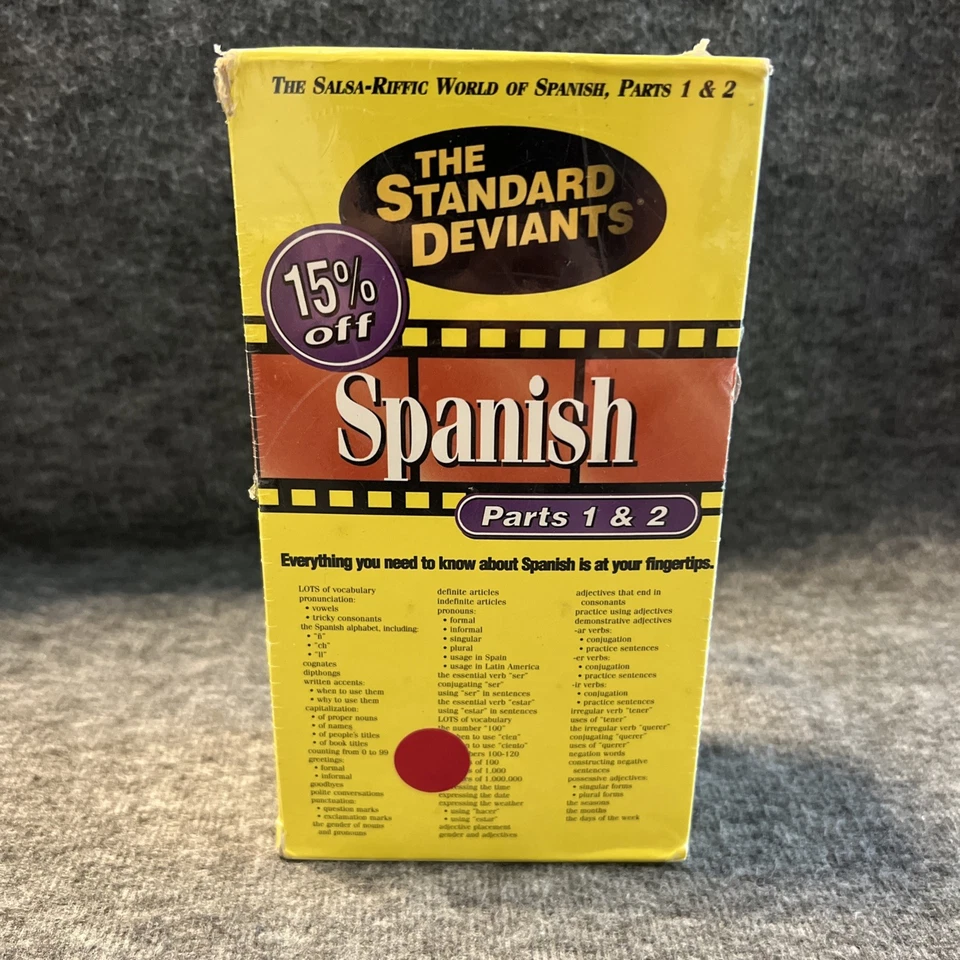 THE SALSA-RIFFIC WORLD OF SPANISH, PARTS 1 & 2
THE
STANDARD
DEVIANTS
15%
off
Spanish
Parts 1 & 2
Everything you need to know about Spanish is at your fingertips.
LOTS of vocabulary
pronunciation:
• vowels
• tricky consonants
the Spanish alphabet, including:
• "ñ"
• "ch"
• "ll"
cognates
dipthongs
written accents:
• when to use them
• why to use them
capitalization:
• of proper nouns
• of names
• of people's titles
• of book titles
counting from 0 to 99
greetings:
• formal
• informal
goodbyes
polite conversations
punctuation:
• question marks
• exclamation marks
the gender of nouns
and pronouns
definite articles
indefinite articles
pronouns:
• formal
• informal
• singular
• plural
• usage in Spain
• usage in Latin America
the essential verb "ser"
conjugating "ser"
using "ser" in sentences
the essential verb "estar"
using "estar" in sentences
LOTS of vocabulary
the number "100"
to use "cien"
to use "ciento"
100-120
of 100
of 1,000
of 1,000,000
the time
expressing the date
expressing the weather
• using "hacer"
• using "estar"
adjective placement
gender and adjectives
adjectives that end in
consonants
practice using adjectives
demonstrative adjectives
-ar verbs:
• conjugation
• practice sentences
-er verbs:
• conjugation
• practice sentences
-ir verbs:
• conjugation
• practice sentences
irregular verb "tener"
uses of "tener"
the irregular verb "querer"
conjugating "querer"
uses of "querer"
negation words
constructing negative
sentences
possessive adjectives:
• singular forms
• plural forms
the seasons
the months
the days of the week